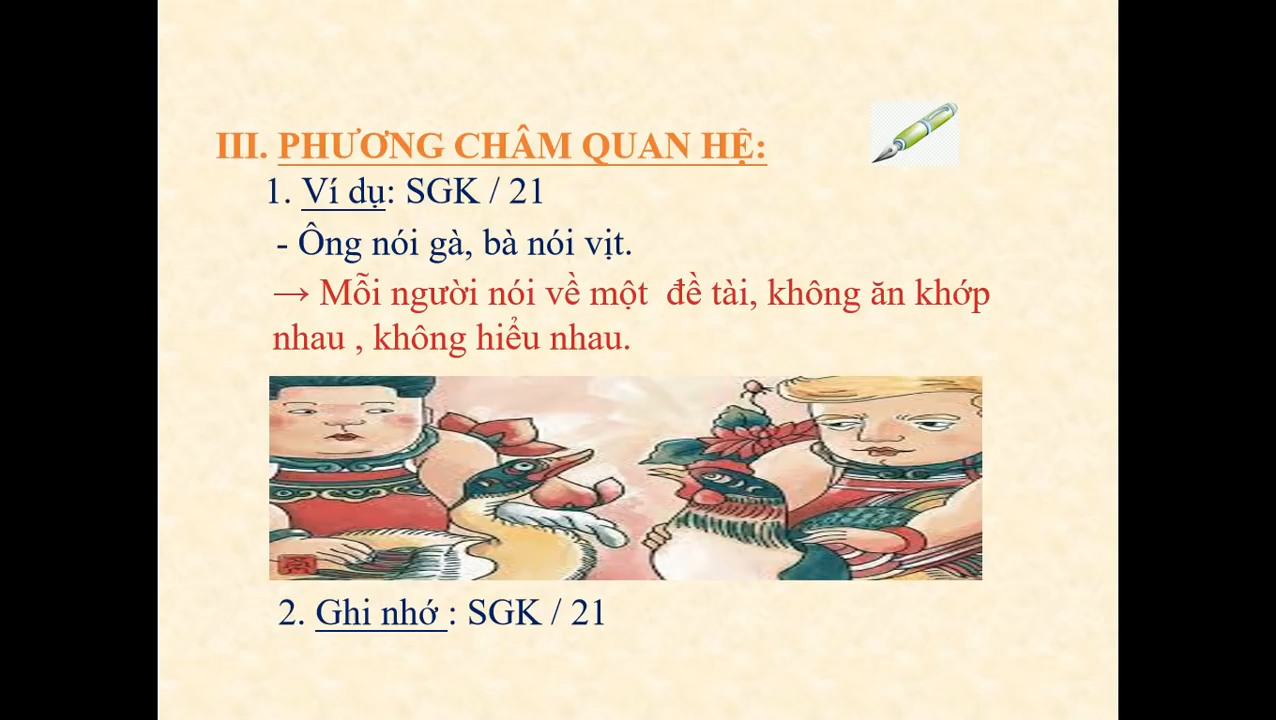 III. PHƯƠNG CHÂM QUAN HỆ:
1. Ví dụ: SGK / 21
- Ông nói gà, bà nói vịt.
→ Mỗi người nói về một  đề tài, không ăn khớp
nhau , không hiểu nhau.
2. Ghi nhớ : SGK / 21